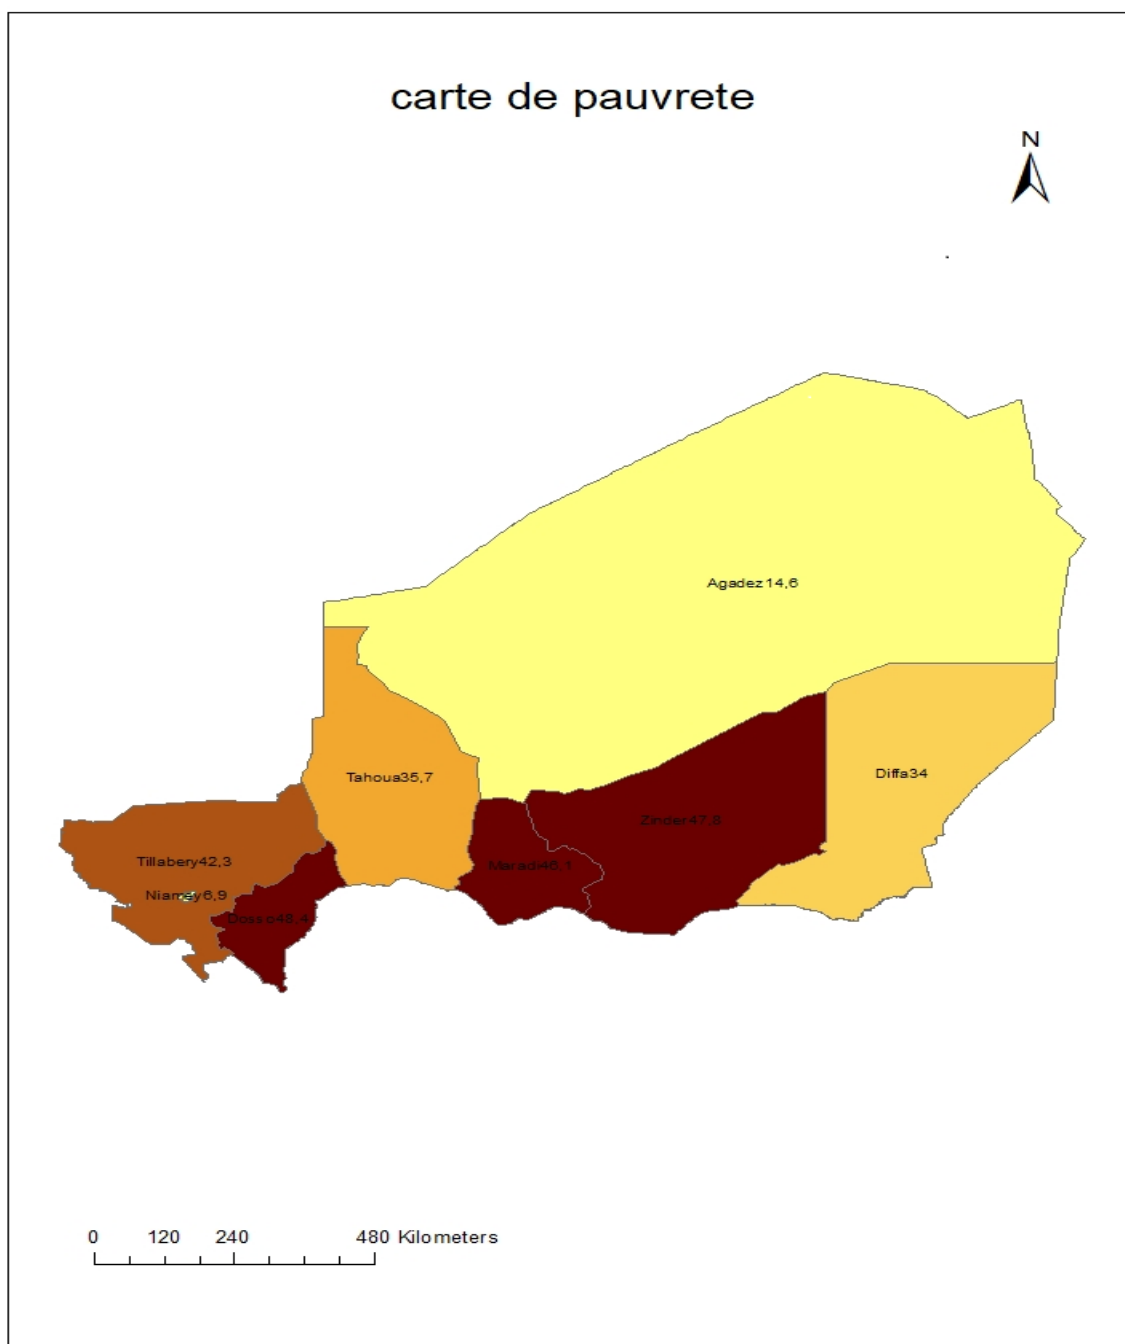 carte de pauvrete
N
Agadez 14,6
Tahoua35,7
Diffa34
Zinder47,8
Tillabery42,3
Maradi46,1
Niamey6,9
Dosso48,4
0 120 240 480 Kilometers